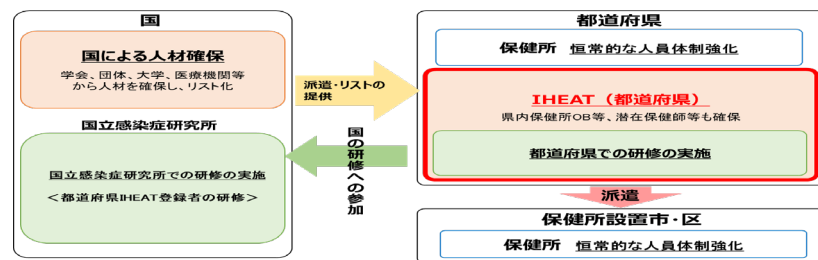 国
国による人材確保
学会、団体、大学、医療機関等
から人材を確保し、リスト化
国立感染症研究所
国立感染症研究所での研修の実施
＜都道府県IHEAT登録者の研修＞
派遣・リストの
提供
国の研修への参加
都道府県
保健所 恒常的な人員体制強化
IHEAT（都道府県）
県内保健所OB等、潜在保健師等も確保
都道府県での研修の実施
派遣
保健所設置市・区
保健所 恒常的な人員体制強化